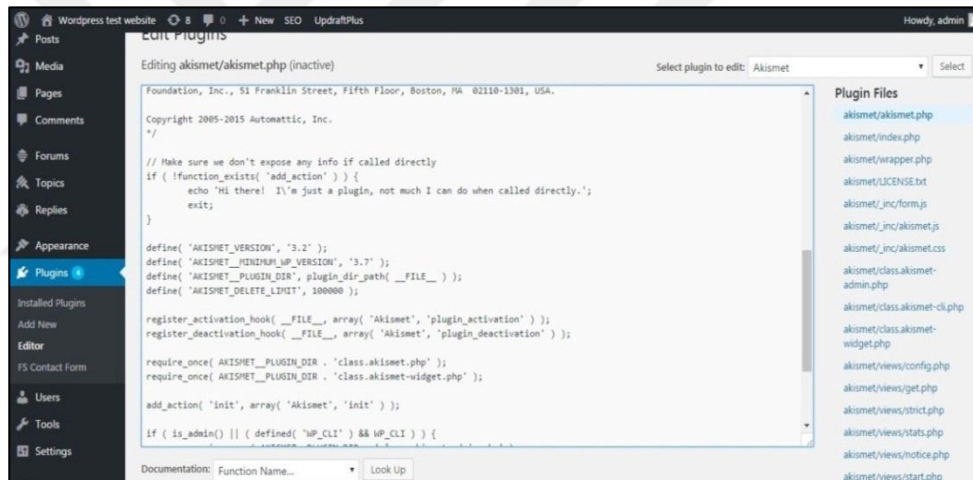 Wordpress test website 8 0 + New SEO UpdraftPlus Howdy, admin
Posts
Media
Pages
Comments
Forums
Topics
Replies
Appearance
Plugins 4
Installed Plugins
Add New
Editor
FS Contact Form
Users
Tools
Settings
Edit Plugins
Editing akismet/akismet.php (inactive)
Select plugin to edit: Akismet Select
Foundation, Inc., 51 Franklin Street, Fifth Floor, Boston, MA  02110-1301, USA.
Copyright 2005-2015 Automattic, Inc.
*/
// Make sure we don't expose any info if called directly
if ( !function_exists( 'add_action' ) ) {
echo 'Hi there!  I\'m just a plugin, not much I can do when called directly.';
exit;
}
define( 'AKISMET_VERSION', '3.2' );
define( 'AKISMET__MINIMUM_WP_VERSION', '3.7' );
define( 'AKISMET__PLUGIN_DIR', plugin_dir_path( __FILE__ ) );
define( 'AKISMET_DELETE_LIMIT', 100000 );
register_activation_hook( __FILE__, array( 'Akismet', 'plugin_activation' ) );
register_deactivation_hook( __FILE__, array( 'Akismet', 'plugin_deactivation' ) );
require_once( AKISMET__PLUGIN_DIR . 'class.akismet.php' );
require_once( AKISMET__PLUGIN_DIR . 'class.akismet-widget.php' );
add_action( 'init', array( 'Akismet', 'init' ) );
if ( is_admin() || ( defined( 'WP_CLI' ) && WP_CLI ) ) {
Documentation: Function Name... Look Up
Plugin Files
akismet/akismet.php
akismet/index.php
akismet/wrapper.php
akismet/LICENSE.txt
akismet/_inc/form.js
akismet/_inc/akismet.js
akismet/_inc/akismet.css
akismet/class.akismet-
admin.php
akismet/class.akismet-cli.php
akismet/class.akismet-
widget.php
akismet/views/config.php
akismet/views/get.php
akismet/views/strict.php
akismet/views/stats.php
akismet/views/notice.php
akismet/views/start.php